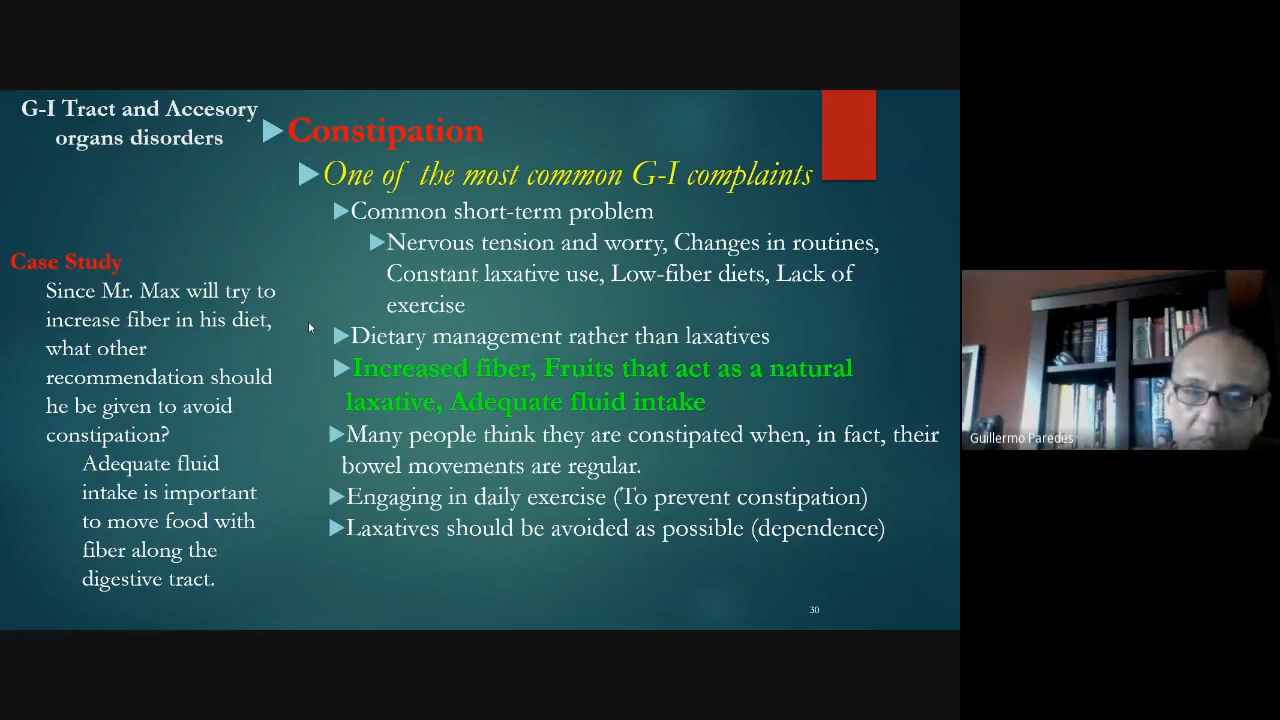 G-I Tract and Accesory
organs disorders
Constipation
One of the most common G-I complaints
Common short-term problem
Nervous tension and worry, Changes in routines,
Constant laxative use, Low-fiber diets, Lack of
exercise
Dietary management rather than laxatives
Increased fiber, Fruits that act as a natural
laxative, Adequate fluid intake
Many people think they are constipated when, in fact, their
bowel movements are regular.
Engaging in daily exercise (To prevent constipation)
Laxatives should be avoided as possible (dependence)
Case Study
Since Mr. Max will try to
increase fiber in his diet,
what other
recommendation should
he be given to avoid
constipation?
Adequate fluid
intake is important
to move food with
fiber along the
digestive tract.
30
Guillermo Paredes